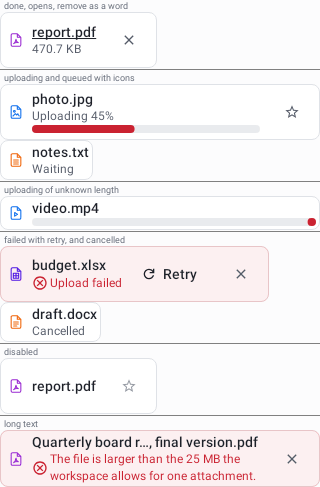 done, opens, remove as a word
report.pdf
470.7 KB
uploading and queued with icons
photo.jpg
Uploading 45%
notes.txt
Waiting
uploading of unknown length
video.mp4
failed with retry, and cancelled
budget.xlsx
Upload failed
Retry
draft.docx
Cancelled
disabled
report.pdf
long text
Quarterly board r…, final version.pdf
The file is larger than the 25 MB the
workspace allows for one attachment.